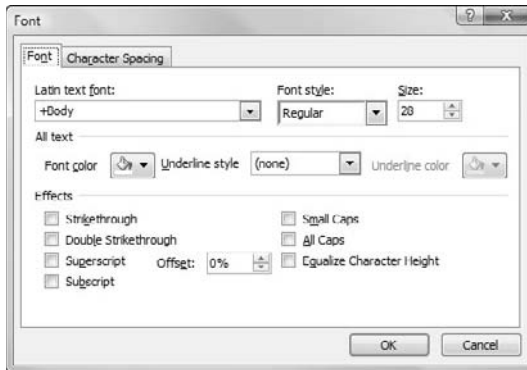 Font
Font Character Spacing
Latin text font: Font style: Size:
+Body Regular 28
All text
Font color Underline style (none) Underline color
Effects
Strikethrough Small Caps
Double Strikethrough All Caps
Superscript Offset: 0% Equalize Character Height
Subscript
OK Cancel